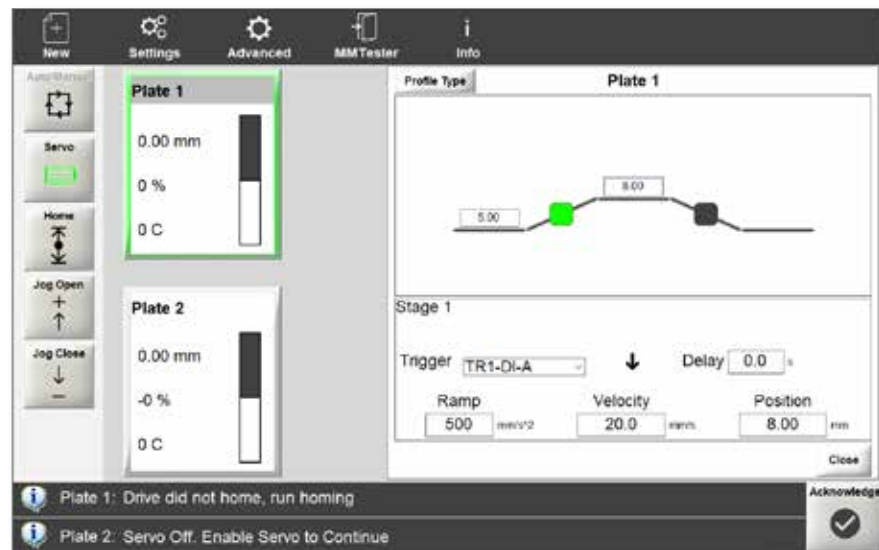 New
Settings
Advanced
MMTester
Info
Auto/Manual
Servo
Home
Jog Open
Jog Close
Plate 1
0.00 mm
0 %
0 C
Plate 2
0.00 mm
-0 %
0 C
Profile Type
Plate 1
5.00
8.00
Stage 1
Trigger TR1-DI-A
Delay 0.0 s
Ramp Velocity Position
500 mm/s^2 20.0 mm/s 8.00 mm
Close
Plate 1: Drive did not home, run homing
Plate 2: Servo Off. Enable Servo to Continue
Acknowledge